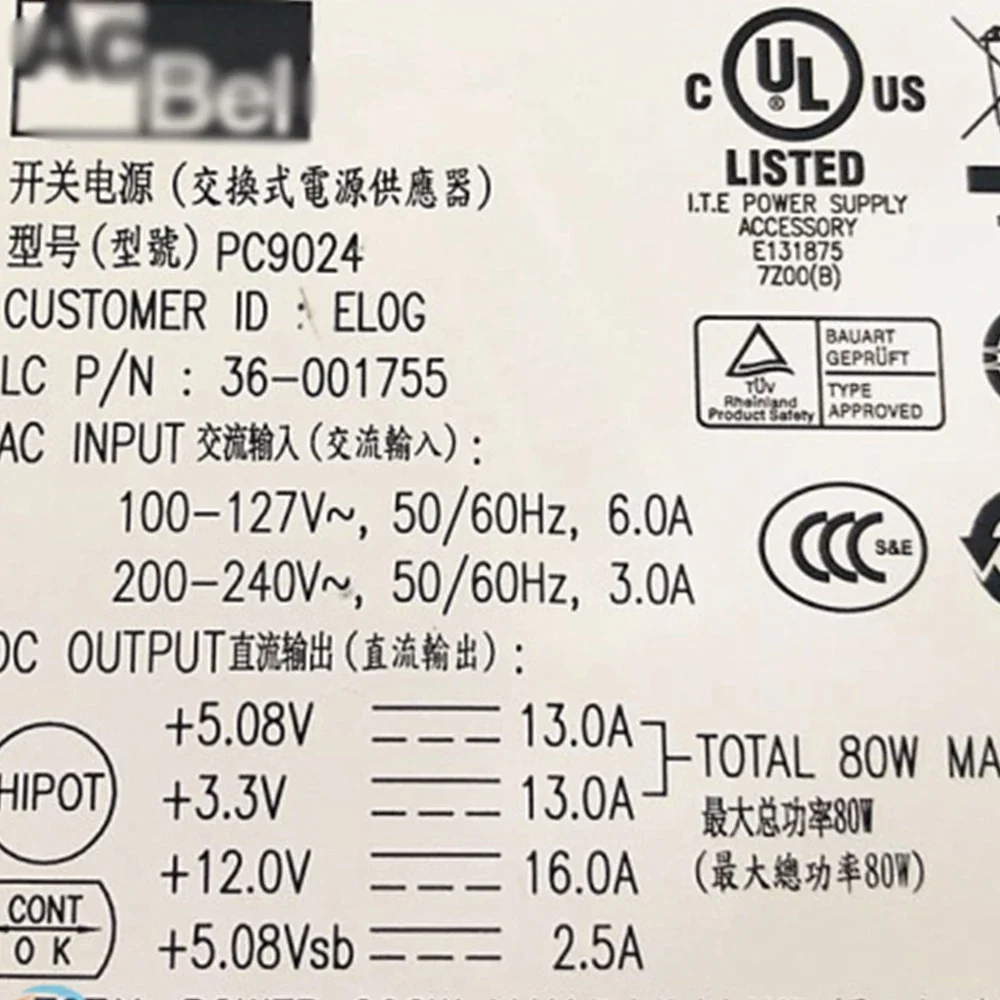 AcBel
开关电源 (交換式電源供應器)
型号 (型號) PC9024
CUSTOMER ID : EL0G
LC P/N : 36-001755
AC INPUT 交流输入 (交流輸入) :
100-127V~, 50/60Hz, 6.0A
200-240V~, 50/60Hz, 3.0A
DC OUTPUT 直流输出 (直流輸出) :
+5.08V 13.0A
+3.3V 13.0A
TOTAL 80W MA
最大总功率80W
(最大總功率80W)
+12.0V 16.0A
+5.08Vsb 2.5A
HIPOT
CONT
OK
C UL ® US
LISTED
I.T.E POWER SUPPLY
ACCESSORY
E131875
7Z00(B)
TÜV
Rheinland
Product Safety
BAUART
GEPRÜFT
TYPE
APPROVED
CCC S&E